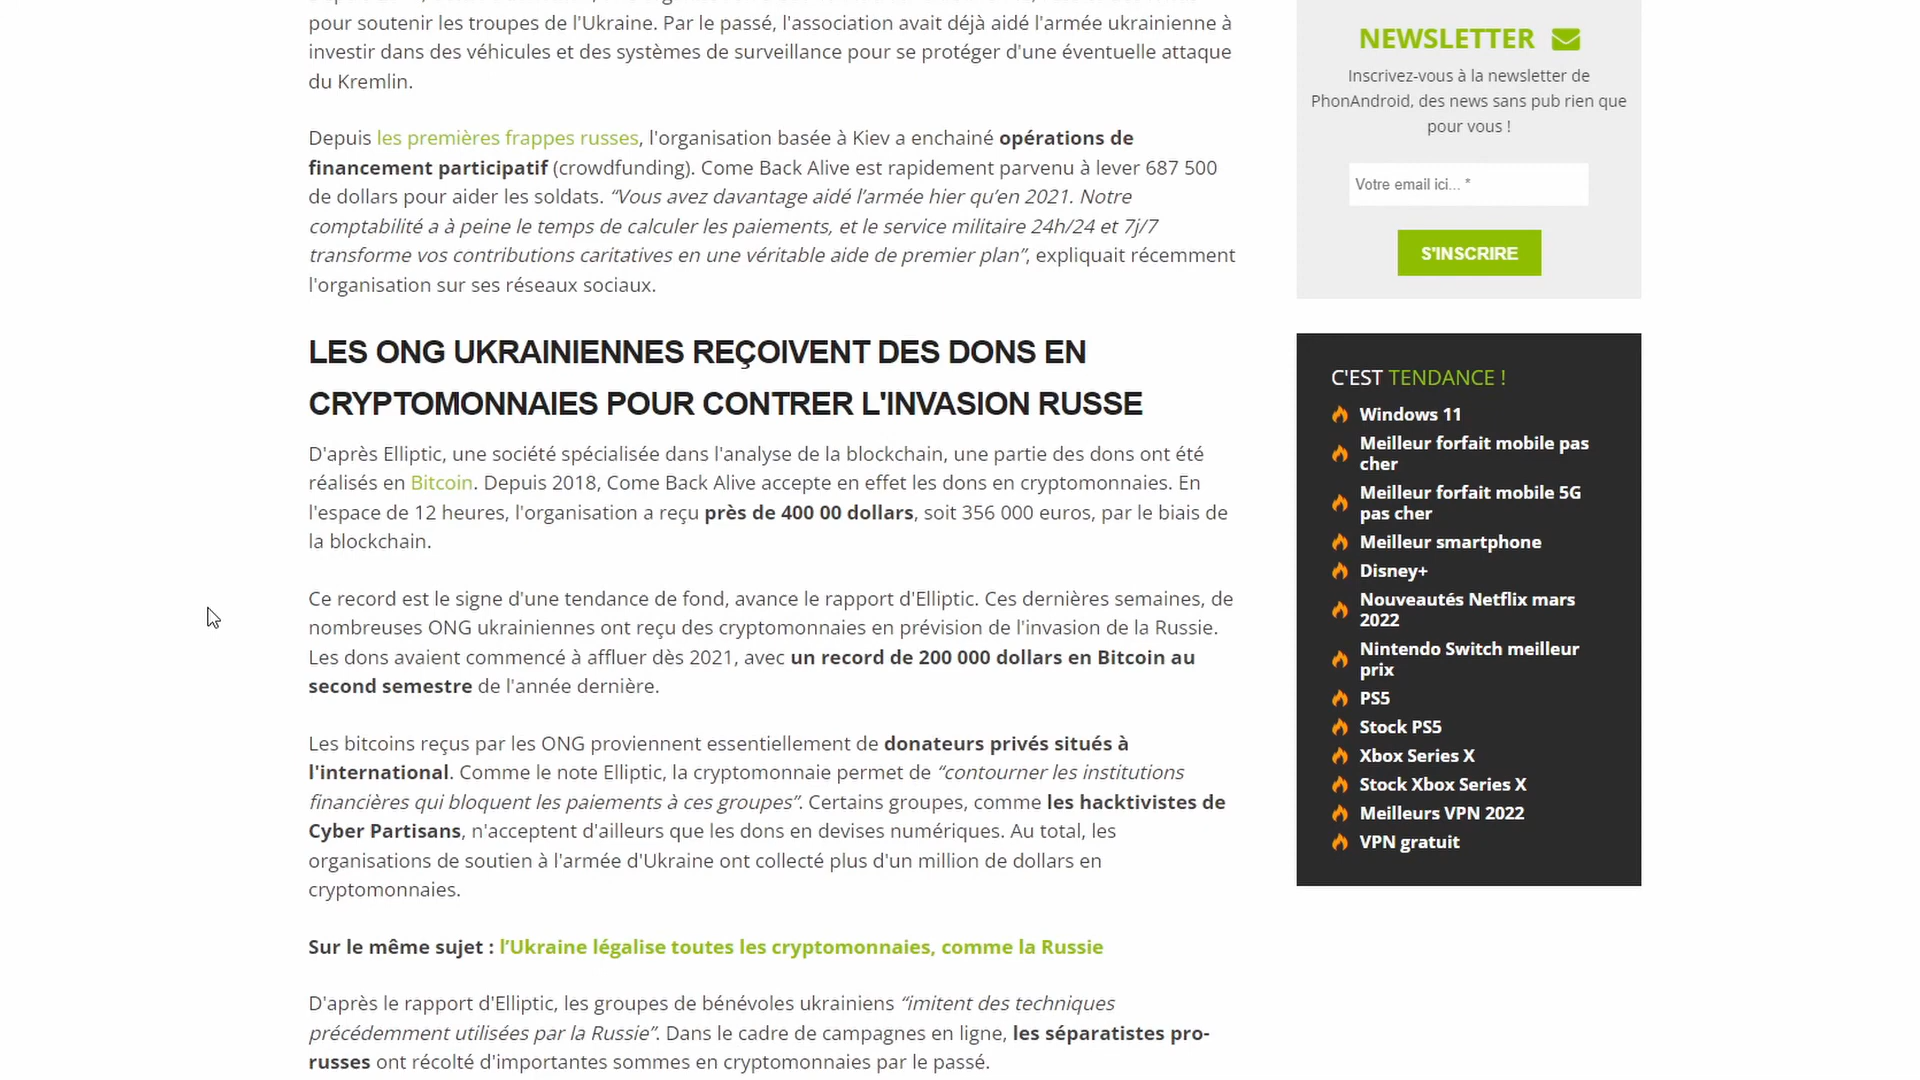 pour soutenir les troupes de l'Ukraine. Par le passé, l'association avait déjà aidé l'armée ukrainienne à
investir dans des véhicules et des systèmes de surveillance pour se protéger d'une éventuelle attaque
du Kremlin.
Depuis les premières frappes russes, l'organisation basée à Kiev a enchainé opérations de
financement participatif (crowdfunding). Come Back Alive est rapidement parvenu à lever 687 500
de dollars pour aider les soldats. “Vous avez davantage aidé l’armée hier qu’en 2021. Notre
comptabilité a à peine le temps de calculer les paiements, et le service militaire 24h/24 et 7j/7
transforme vos contributions caritatives en une véritable aide de premier plan”, expliquait récemment
l'organisation sur ses réseaux sociaux.
LES ONG UKRAINIENNES REÇOIVENT DES DONS EN
CRYPTOMONNAIES POUR CONTRER L'INVASION RUSSE
D'après Elliptic, une société spécialisée dans l'analyse de la blockchain, une partie des dons ont été
réalisés en Bitcoin. Depuis 2018, Come Back Alive accepte en effet les dons en cryptomonnaies. En
l'espace de 12 heures, l'organisation a reçu près de 400 00 dollars, soit 356 000 euros, par le biais de
la blockchain.
Ce record est le signe d'une tendance de fond, avance le rapport d'Elliptic. Ces dernières semaines, de
nombreuses ONG ukrainiennes ont reçu des cryptomonnaies en prévision de l'invasion de la Russie.
Les dons avaient commencé à affluer dès 2021, avec un record de 200 000 dollars en Bitcoin au
second semestre de l'année dernière.
Les bitcoins reçus par les ONG proviennent essentiellement de donateurs privés situés à
l'international. Comme le note Elliptic, la cryptomonnaie permet de “contourner les institutions
financières qui bloquent les paiements à ces groupes”. Certains groupes, comme les hacktivistes de
Cyber Partisans, n'acceptent d'ailleurs que les dons en devises numériques. Au total, les
organisations de soutien à l'armée d'Ukraine ont collecté plus d'un million de dollars en
cryptomonnaies.
Sur le même sujet : l’Ukraine légalise toutes les cryptomonnaies, comme la Russie
D'après le rapport d'Elliptic, les groupes de bénévoles ukrainiens “imitent des techniques
précédemment utilisées par la Russie”. Dans le cadre de campagnes en ligne, les séparatistes pro-
russes ont récolté d'importantes sommes en cryptomonnaies par le passé.
NEWSLETTER
Inscrivez-vous à la newsletter de
PhonAndroid, des news sans pub rien que
pour vous !
Votre email ici... *
S'INSCRIRE
C'EST TENDANCE !
Windows 11
Meilleur forfait mobile pas
cher
Meilleur forfait mobile 5G
pas cher
Meilleur smartphone
Disney+
Nouveautés Netflix mars
2022
Nintendo Switch meilleur
prix
PS5
Stock PS5
Xbox Series X
Stock Xbox Series X
Meilleurs VPN 2022
VPN gratuit